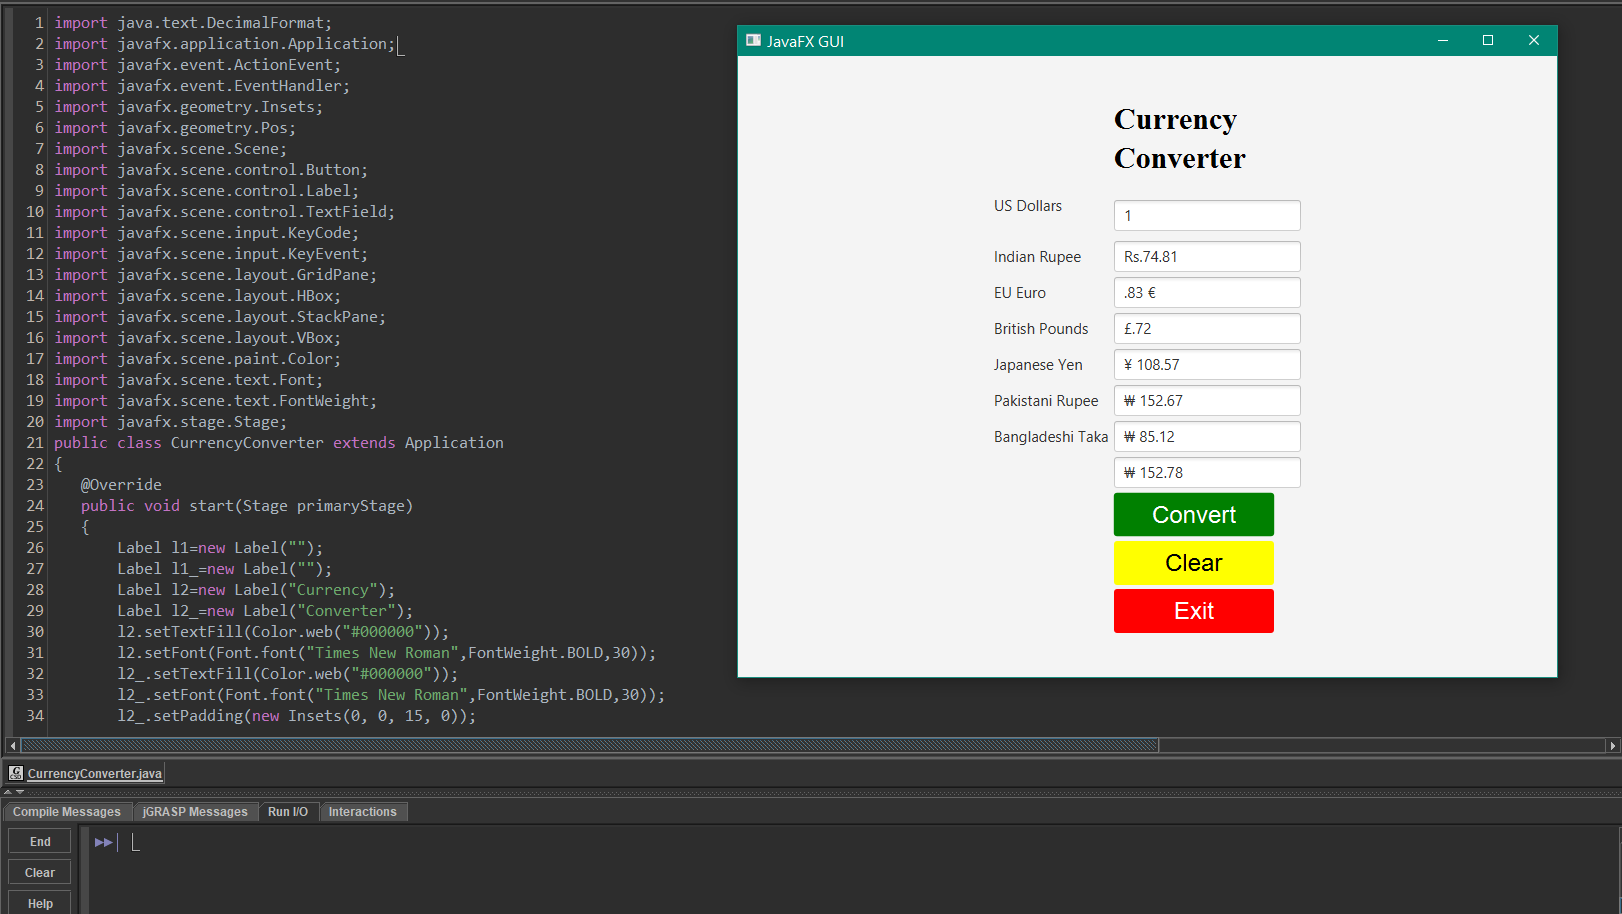 1 import java.text.DecimalFormat;
2 import javafx.application.Application;
3 import javafx.event.ActionEvent;
4 import javafx.event.EventHandler;
5 import javafx.geometry.Insets;
6 import javafx.geometry.Pos;
7 import javafx.scene.Scene;
8 import javafx.scene.control.Button;
9 import javafx.scene.control.Label;
10 import javafx.scene.control.TextField;
11 import javafx.scene.input.KeyCode;
12 import javafx.scene.input.KeyEvent;
13 import javafx.scene.layout.GridPane;
14 import javafx.scene.layout.HBox;
15 import javafx.scene.layout.StackPane;
16 import javafx.scene.layout.VBox;
17 import javafx.scene.paint.Color;
18 import javafx.scene.text.Font;
19 import javafx.scene.text.FontWeight;
20 import javafx.stage.Stage;
21 public class CurrencyConverter extends Application
22 {
23 @Override
24 public void start(Stage primaryStage)
25 {
26 Label l1=new Label("");
27 Label l1_=new Label("");
28 Label l2=new Label("Currency");
29 Label l2_=new Label("Converter");
30 l2.setTextFill(Color.web("#000000"));
31 l2.setFont(Font.font("Times New Roman",FontWeight.BOLD,30));
32 l2_.setTextFill(Color.web("#000000"));
33 l2_.setFont(Font.font("Times New Roman",FontWeight.BOLD,30));
34 l2_.setPadding(new Insets(0, 0, 15, 0));
JavaFX GUI
Currency
Converter
US Dollars 1
Indian Rupee Rs.74.81
EU Euro .83 €
British Pounds £.72
Japanese Yen ¥ 108.57
Pakistani Rupee ₩ 152.67
Bangladeshi Taka ₩ 85.12
₩ 152.78
Convert
Clear
Exit
CurrencyConverter.java
Compile Messages jGRASP Messages Run I/O Interactions
End
Clear
Help